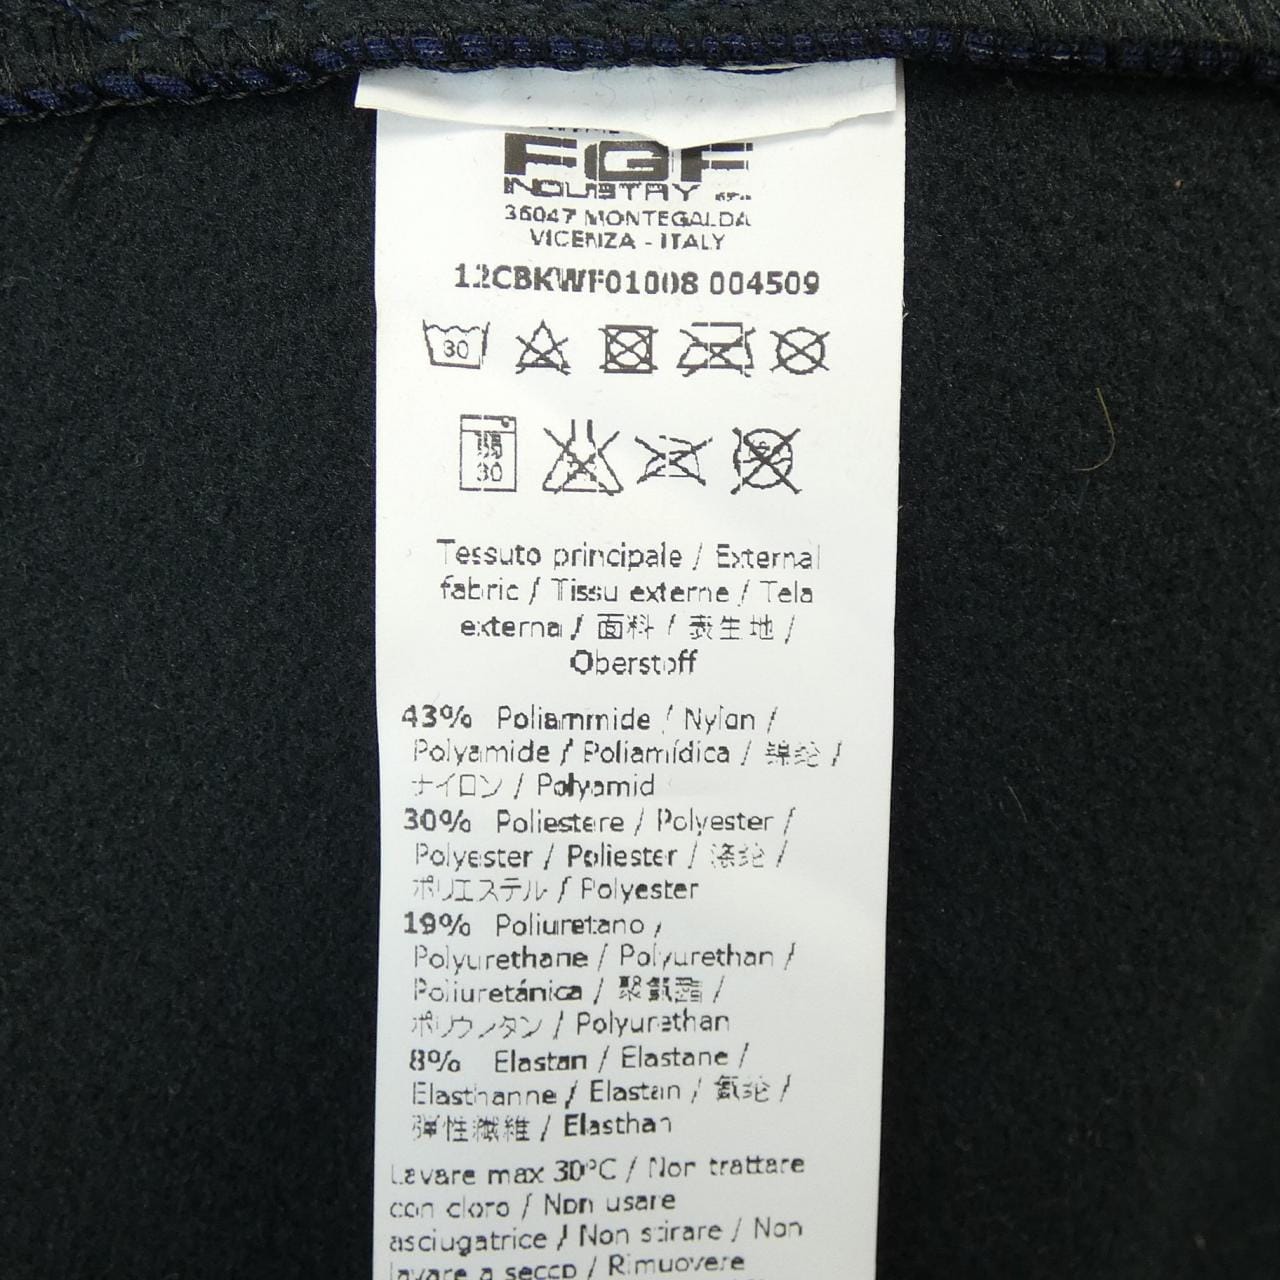 FGF
INDUSTRY
36047 MONTEGALDA
VICENZA - ITALY
12CBKWF01008 004509
30
30
Tessuto principale / External
fabric / Tissu externe / Tela
externa / 面料 / 表生地 /
Oberstoff
43% Poliammide / Nylon /
Polyamide / Poliamídica / 锦纶 /
ナイロン / Polyamid
30% Poliestere / Polyester /
Polyester / Poliester / 涤纶 /
ポリエステル / Polyester
19% Poliuretano /
Polyurethane / Polyurethan /
Poliuretánica / 聚氨酯 /
ポリウレタン / Polyurethan
8% Elastan / Elastane /
Elasthanne / Elastan / 氨纶 /
弾性繊維 / Elasthan
Lavare max 30°C / Non trattare
con cloro / Non usare
asciugatrice / Non stirare / Non
lavare a secco / Rimuovere